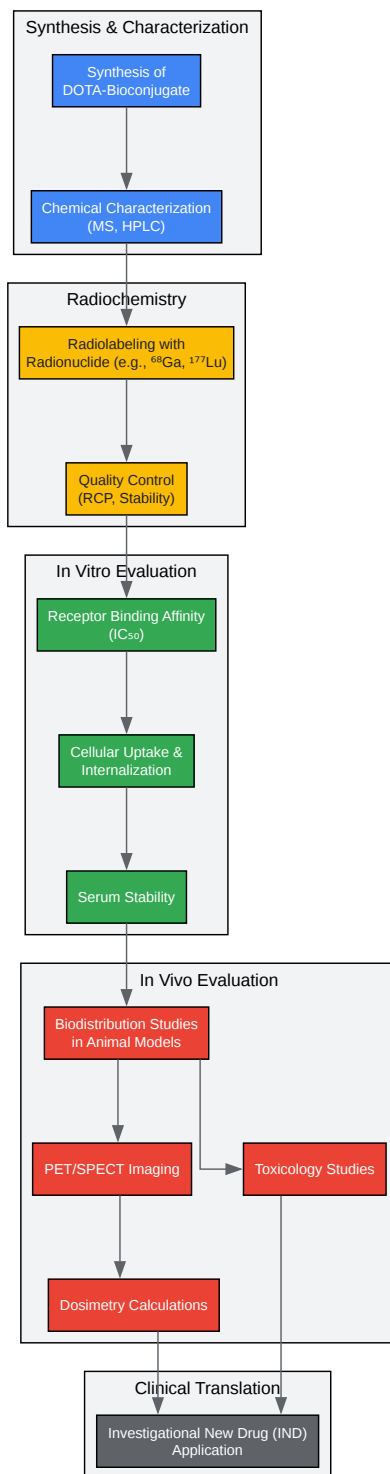 Synthesis & Characterization
Synthesis of
DOTA-Bioconjugate
Chemical Characterization
(MS, HPLC)
Radiochemistry
Radiolabeling with
Radionuclide (e.g., ⁶⁸Ga, ¹⁷⁷Lu)
Quality Control
(RCP, Stability)
In Vitro Evaluation
Receptor Binding Affinity
(IC₅₀)
Cellular Uptake &
Internalization
Serum Stability
In Vivo Evaluation
Biodistribution Studies
in Animal Models
PET/SPECT Imaging
Toxicology Studies
Dosimetry Calculations
Clinical Translation
Investigational New Drug (IND)
Application